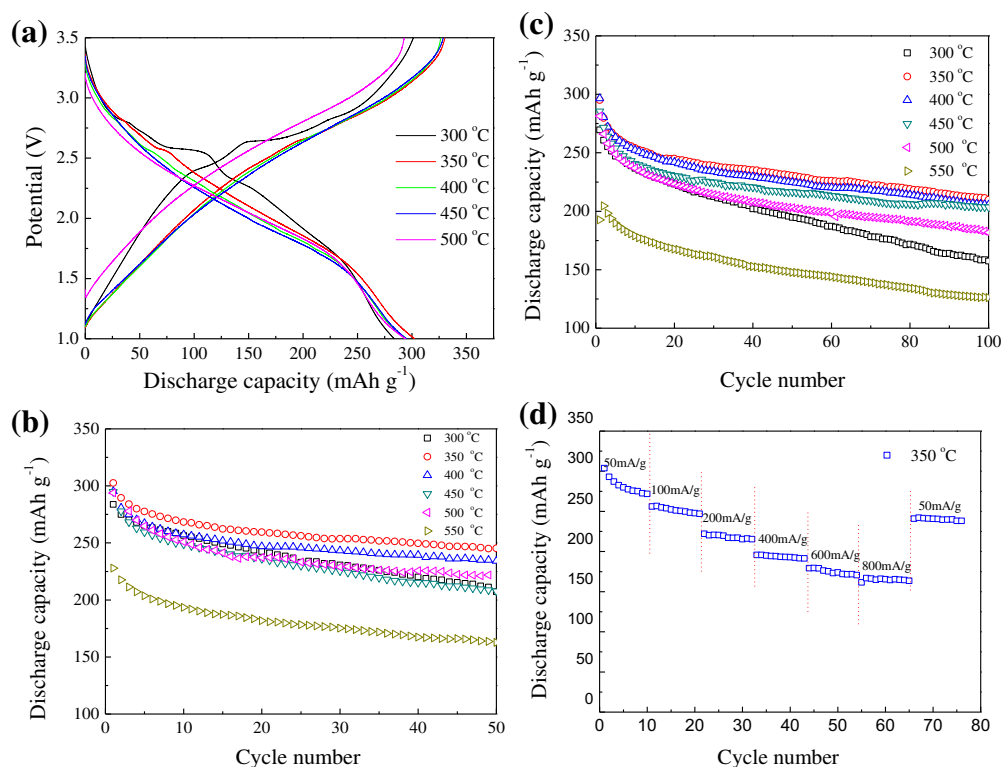 (a)
3.5
3.0
2.5
2.0
1.5
1.0
Potential (V)
300 °C
350 °C
400 °C
450 °C
500 °C
0 50 100 150 200 250 300 350
Discharge capacity (mAh g-1)
(c)
350
300
250
200
150
100
Discharge capacity (mAh g-1)
300 °C
350 °C
400 °C
450 °C
500 °C
550 °C
0 20 40 60 80 100
Cycle number
(b)
350
300
250
200
150
100
Discharge capacity (mAh g-1)
300 °C
350 °C
400 °C
450 °C
500 °C
550 °C
0 10 20 30 40 50
Cycle number
(d)
350
300
250
200
150
100
50
0
Discharge capacity (mAh g-1)
350 °C
50mA/g
100mA/g
200mA/g
400mA/g
600mA/g
800mA/g
50mA/g
0 10 20 30 40 50 60 70 80
Cycle number